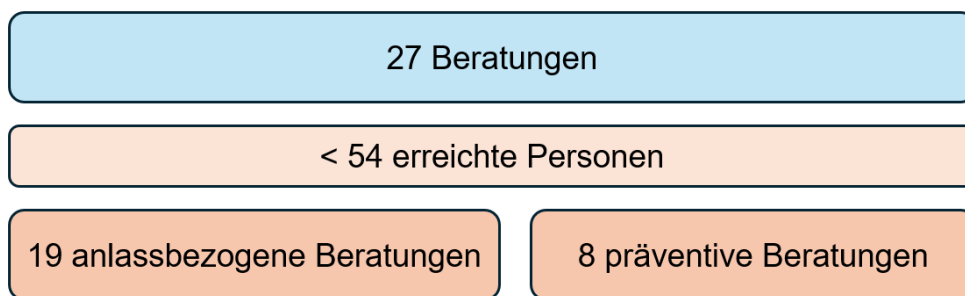 27 Beratungen
< 54 erreichte Personen
19 anlassbezogene Beratungen
8 präventive Beratungen